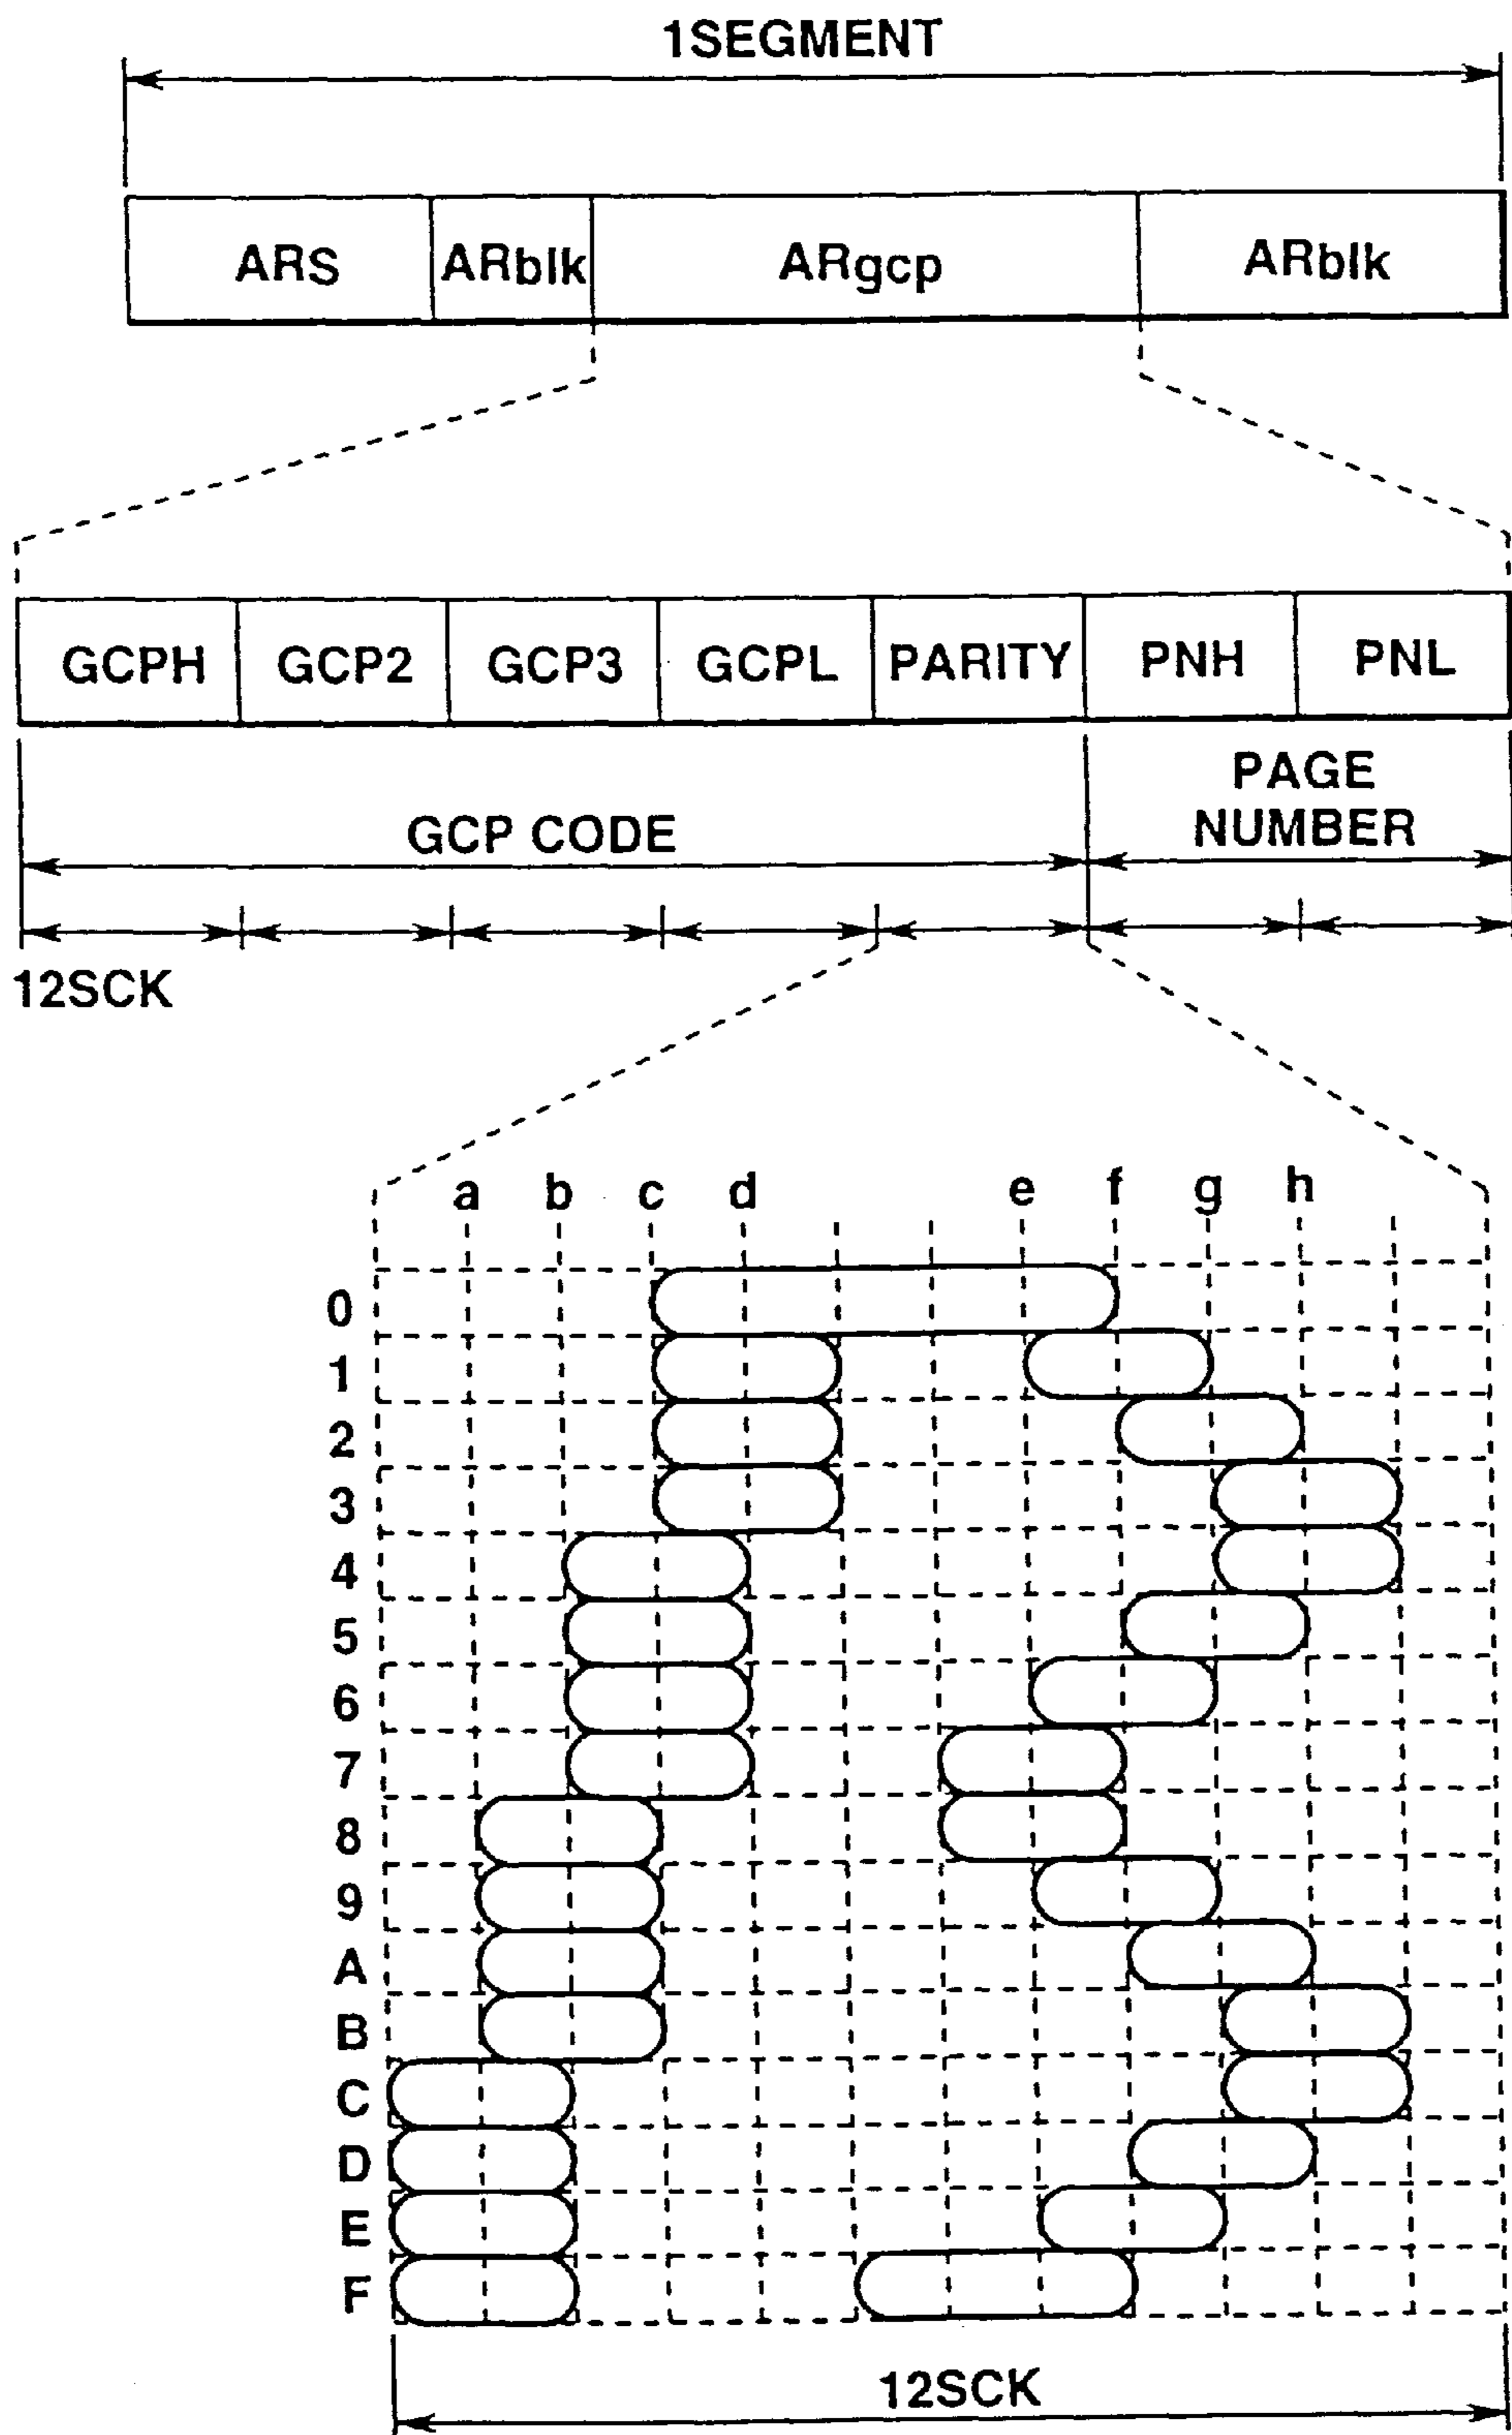 1SEGMENT
ARS ARblk ARgcp ARblk
GCPH GCP2 GCP3 GCPL PARITY PNH PNL
PAGE
NUMBER
GCP CODE
12SCK
a b c d e f g h
0
1
2
3
4
5
6
7
8
9
A
B
C
D
E
F
12SCK